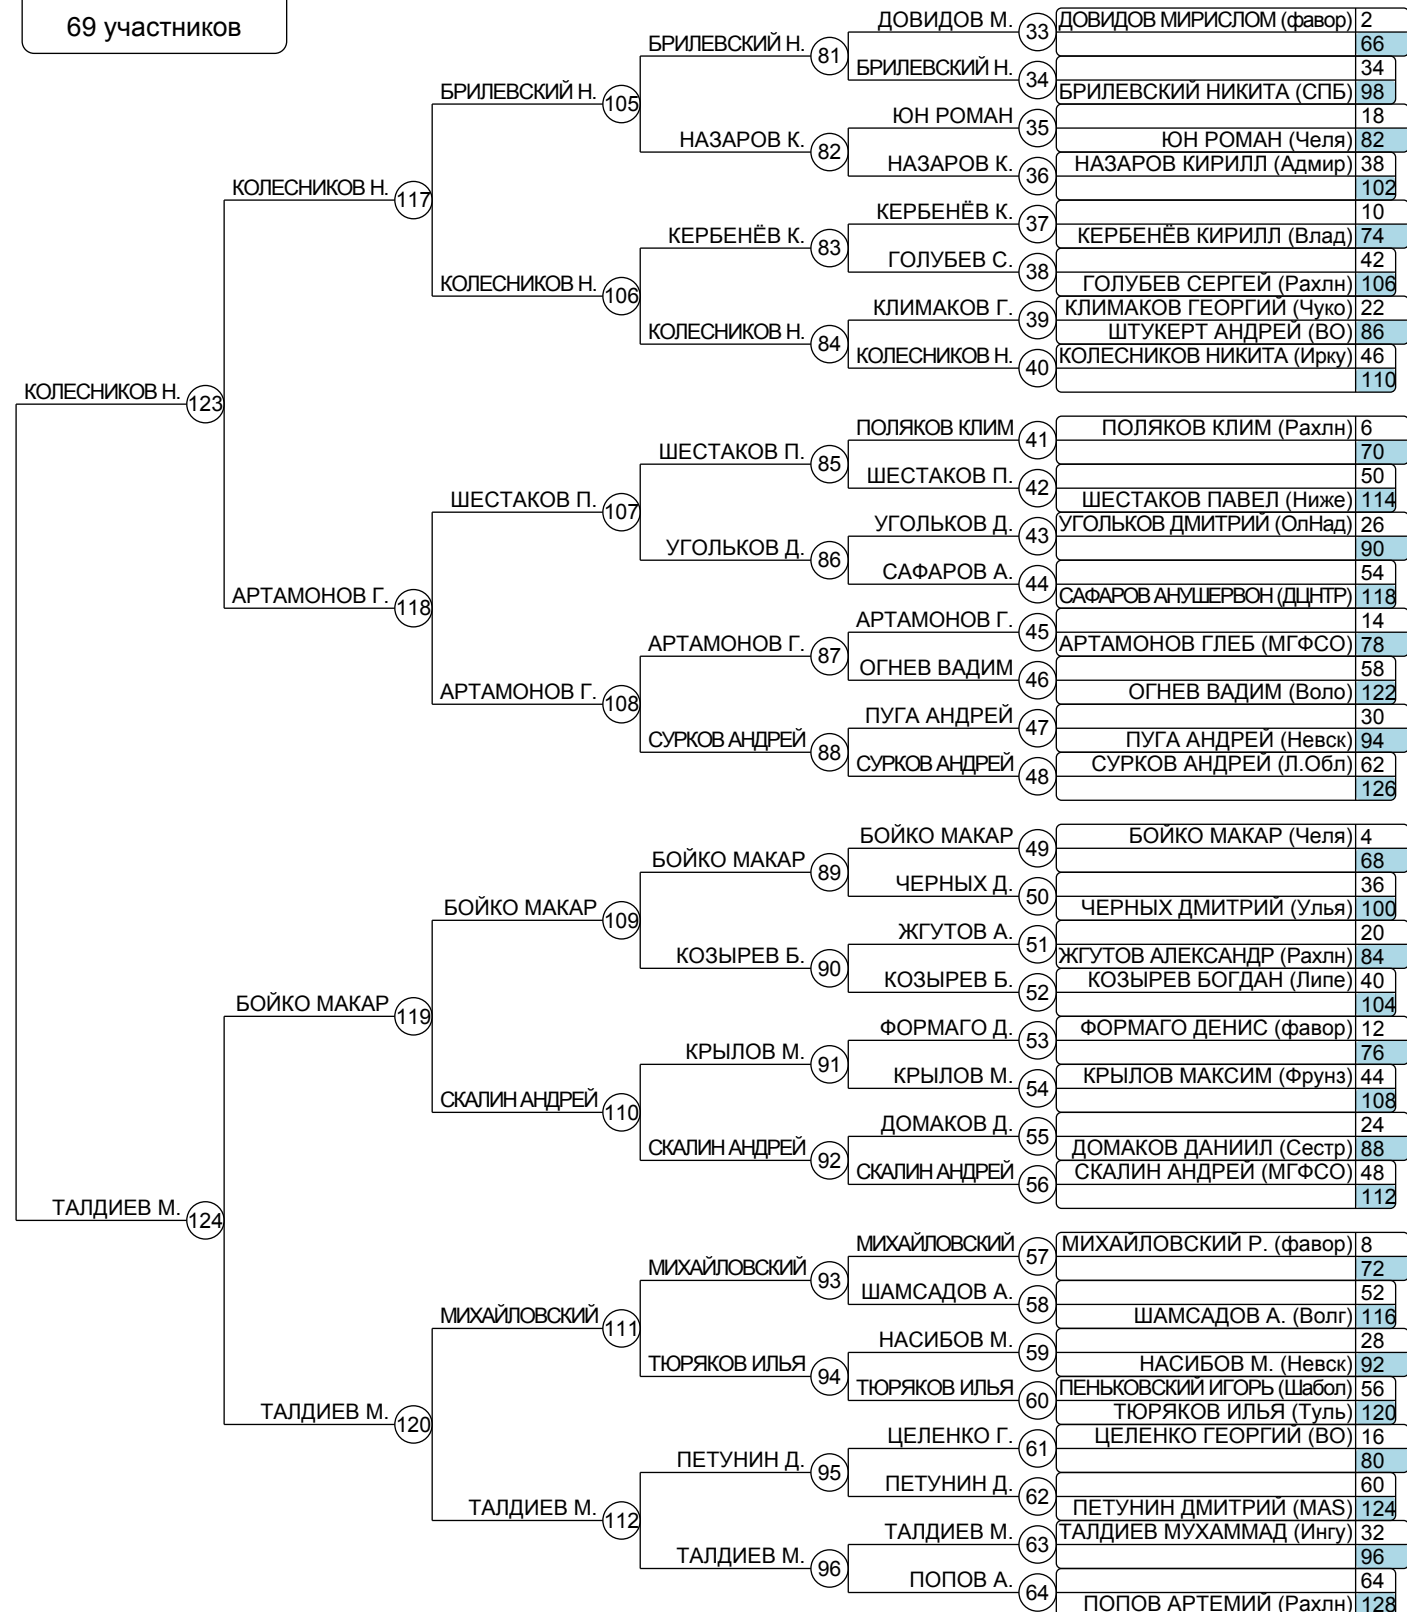 69 участников
ДОВИДОВ М. 33 ДОВИДОВ МИРИСЛОМ (фавор) 2
БРИЛЕВСКИЙ Н. 81 66
БРИЛЕВСКИЙ Н. 34 34
БРИЛЕВСКИЙ Н. 105 БРИЛЕВСКИЙ НИКИТА (СПБ) 98
ЮН РОМАН 35 18
НАЗАРОВ К. 82 ЮН РОМАН (Челя) 82
НАЗАРОВ К. 36 НАЗАРОВ КИРИЛЛ (Адмир) 38
КОЛЕСНИКОВ Н. 117 102
КЕРБЕНЁВ К. 37 10
КЕРБЕНЁВ К. 83 КЕРБЕНЁВ КИРИЛЛ (Влад) 74
ГОЛУБЕВ С. 38 42
КОЛЕСНИКОВ Н. 106 ГОЛУБЕВ СЕРГЕЙ (Рахлн) 106
КЛИМАКОВ Г. 39 КЛИМАКОВ ГЕОРГИЙ (Чуко) 22
КОЛЕСНИКОВ Н. 84 ШТУКЕРТ АНДРЕЙ (ВО) 86
КОЛЕСНИКОВ Н. 40 КОЛЕСНИКОВ НИКИТА (Ирку) 46
КОЛЕСНИКОВ Н. 123 110
ПОЛЯКОВ КЛИМ 41 ПОЛЯКОВ КЛИМ (Рахлн) 6
ШЕСТАКОВ П. 85 70
ШЕСТАКОВ П. 42 50
ШЕСТАКОВ П. 107 ШЕСТАКОВ ПАВЕЛ (Ниже) 114
УГОЛЬКОВ Д. 43 УГОЛЬКОВ ДМИТРИЙ (ОлНад) 26
УГОЛЬКОВ Д. 86 90
САФАРОВ А. 44 54
АРТАМОНОВ Г. 118 САФАРОВ АНУШЕРВОН (ДЦНТР) 118
АРТАМОНОВ Г. 45 14
АРТАМОНОВ Г. 87 АРТАМОНОВ ГЛЕБ (МГФСО) 78
ОГНЕВ ВАДИМ 46 58
АРТАМОНОВ Г. 108 ОГНЕВ ВАДИМ (Воло) 122
ПУГА АНДРЕЙ 47 30
СУРКОВ АНДРЕЙ 88 ПУГА АНДРЕЙ (Невск) 94
СУРКОВ АНДРЕЙ 48 СУРКОВ АНДРЕЙ (Л.Обл) 62
126
БОЙКО МАКАР 49 БОЙКО МАКАР (Челя) 4
БОЙКО МАКАР 89 68
ЧЕРНЫХ Д. 50 36
БОЙКО МАКАР 109 ЧЕРНЫХ ДМИТРИЙ (Улья) 100
ЖГУТОВ А. 51 20
КОЗЫРЕВ Б. 90 ЖГУТОВ АЛЕКСАНДР (Рахлн) 84
КОЗЫРЕВ Б. 52 КОЗЫРЕВ БОГДАН (Липе) 40
БОЙКО МАКАР 119 104
ФОРМАГО Д. 53 ФОРМАГО ДЕНИС (фавор) 12
КРЫЛОВ М. 91 76
КРЫЛОВ М. 54 КРЫЛОВ МАКСИМ (Фрунз) 44
СКАЛИН АНДРЕЙ 110 108
ДОМАКОВ Д. 55 24
СКАЛИН АНДРЕЙ 92 ДОМАКОВ ДАНИИЛ (Сестр) 88
СКАЛИН АНДРЕЙ 56 СКАЛИН АНДРЕЙ (МГФСО) 48
ТАЛДИЕВ М. 124 112
МИХАЙЛОВСКИЙ 57 МИХАЙЛОВСКИЙ Р. (фавор) 8
МИХАЙЛОВСКИЙ 93 72
ШАМСАДОВ А. 58 52
МИХАЙЛОВСКИЙ 111 ШАМСАДОВ А. (Волг) 116
НАСИБОВ М. 59 28
ТЮРЯКОВ ИЛЬЯ 94 НАСИБОВ М. (Невск) 92
ТЮРЯКОВ ИЛЬЯ 60 ПЕНЬКОВСКИЙ ИГОРЬ (Шабол) 56
ТАЛДИЕВ М. 120 ТЮРЯКОВ ИЛЬЯ (Туль) 120
ЦЕЛЕНКО Г. 61 ЦЕЛЕНКО ГЕОРГИЙ (ВО) 16
ПЕТУНИН Д. 95 80
ПЕТУНИН Д. 62 60
ТАЛДИЕВ М. 112 ПЕТУНИН ДМИТРИЙ (MAS) 124
ТАЛДИЕВ М. 63 ТАЛДИЕВ МУХАММАД (Ингу) 32
ТАЛДИЕВ М. 96 96
ПОПОВ А. 64 64
ПОПОВ АРТЕМИЙ (Рахлн) 128